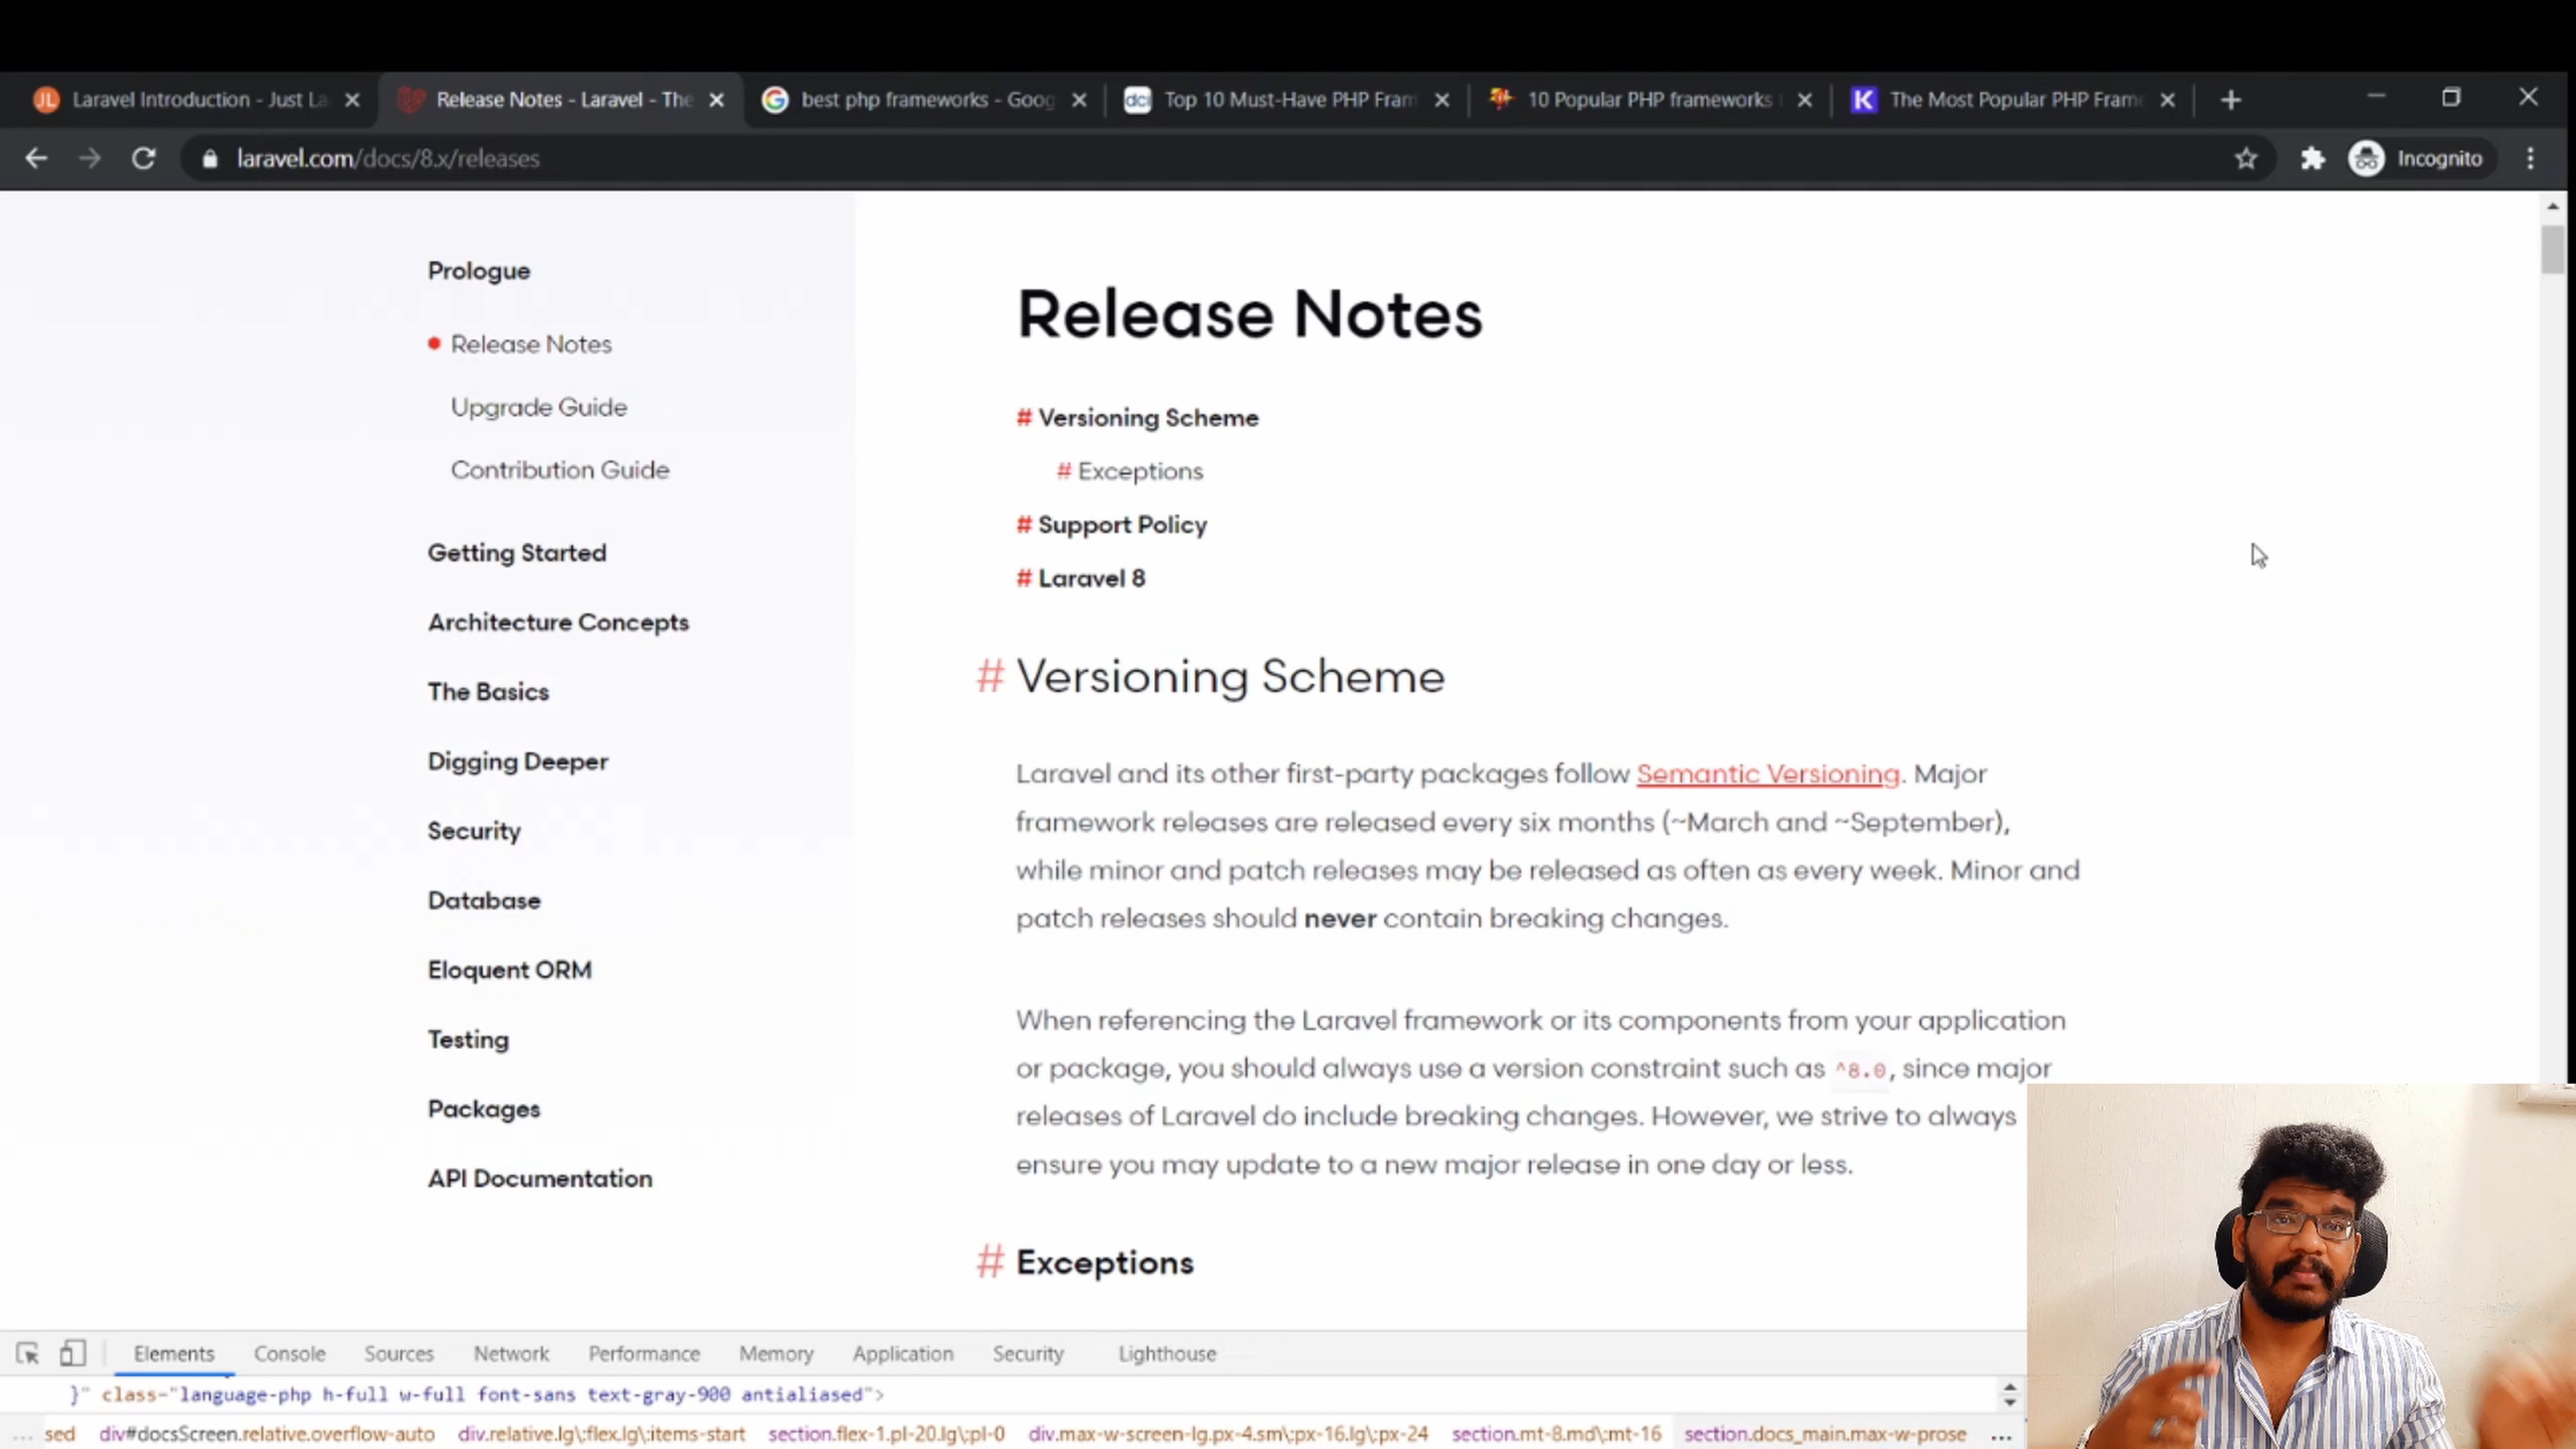 JL Laravel Introduction - Just La
Release Notes - Laravel - The
best php frameworks - Goog
dci Top 10 Must-Have PHP Fram
10 Popular PHP frameworks
K The Most Popular PHP Frame
laravel.com/docs/8.x/releases
Incognito
Prologue
Release Notes
Upgrade Guide
Contribution Guide
Getting Started
Architecture Concepts
The Basics
Digging Deeper
Security
Database
Eloquent ORM
Testing
Packages
API Documentation
Release Notes
# Versioning Scheme
# Exceptions
# Support Policy
# Laravel 8
# Versioning Scheme
Laravel and its other first-party packages follow Semantic Versioning. Major
framework releases are released every six months (~March and ~September),
while minor and patch releases may be released as often as every week. Minor and
patch releases should never contain breaking changes.
When referencing the Laravel framework or its components from your application
or package, you should always use a version constraint such as ^8.0, since major
releases of Laravel do include breaking changes. However, we strive to always
ensure you may update to a new major release in one day or less.
# Exceptions
Elements Console Sources Network Performance Memory Application Security Lighthouse
}" class="language-php h-full w-full font-sans text-gray-900 antialiased">
... sed div#docsScreen.relative.overflow-auto div.relative.lg\:flex.lg\:items-start section.flex-1.pl-20.lg\:pl-0 div.max-w-screen-lg.px-4.sm\:px-16.lg\:px-24 section.mt-8.md\:mt-16 section.docs_main.max-w-prose ...